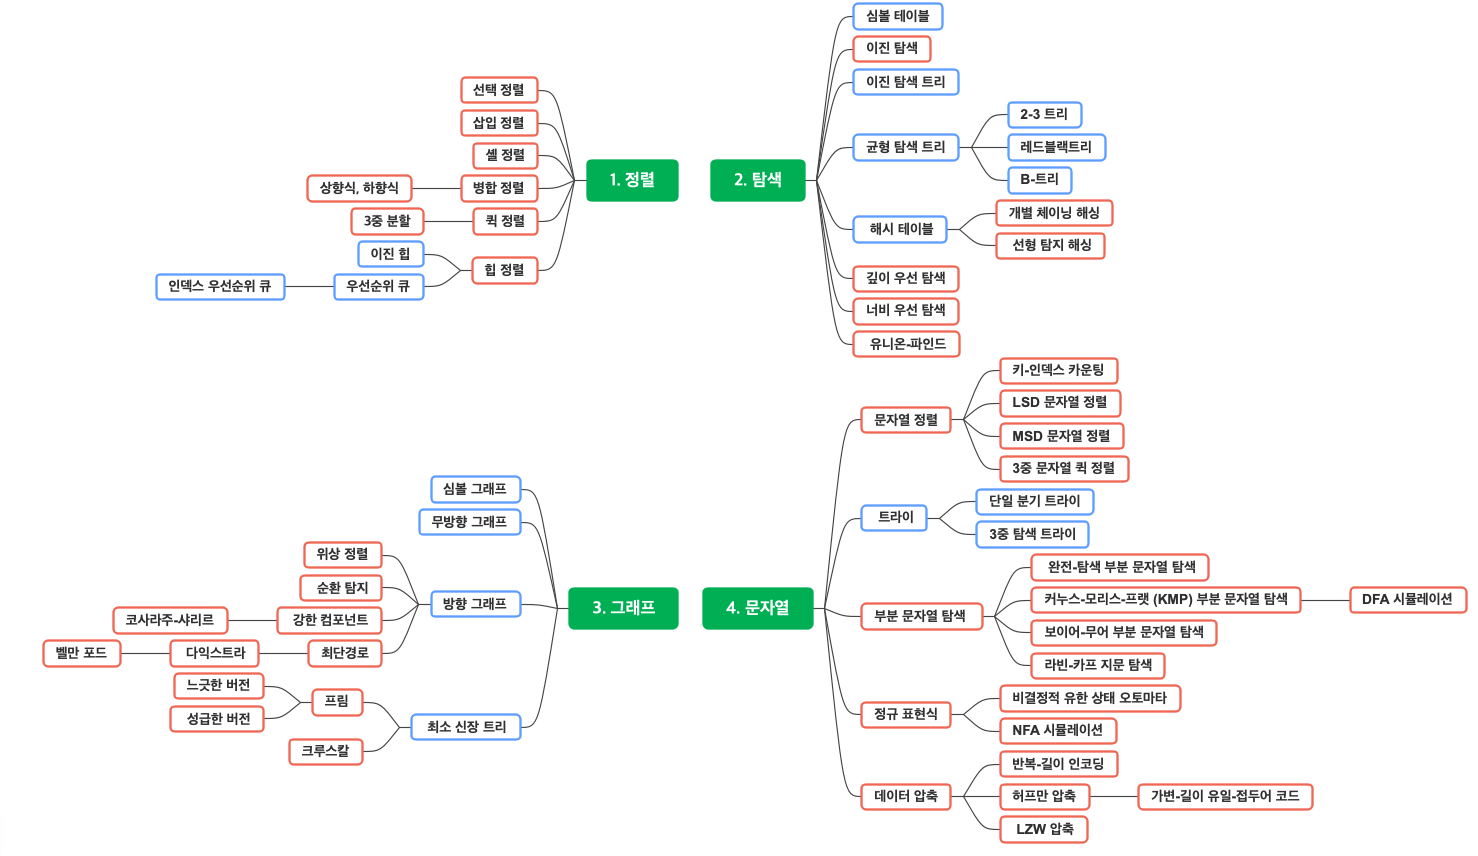 1. 정렬
선택 정렬
삽입 정렬
셸 정렬
병합 정렬
상향식, 하향식
퀵 정렬
3중 분할
힙 정렬
이진 힙
우선순위 큐
인덱스 우선순위 큐
2. 탐색
심볼 테이블
이진 탐색
이진 탐색 트리
균형 탐색 트리
2-3 트리
레드블랙트리
B-트리
해시 테이블
개별 체이닝 해싱
선형 탐지 해싱
깊이 우선 탐색
너비 우선 탐색
유니온-파인드
3. 그래프
심볼 그래프
무방향 그래프
방향 그래프
위상 정렬
순환 탐지
강한 컴포넌트
코사라주-샤리르
최단경로
다익스트라
벨만 포드
최소 신장 트리
프림
느긋한 버전
성급한 버전
크루스칼
4. 문자열
문자열 정렬
키-인덱스 카운팅
LSD 문자열 정렬
MSD 문자열 정렬
3중 문자열 퀵 정렬
트라이
단일 분기 트라이
3중 탐색 트라이
부분 문자열 탐색
완전-탐색 부분 문자열 탐색
커누스-모리스-프랫 (KMP) 부분 문자열 탐색
DFA 시뮬레이션
보이어-무어 부분 문자열 탐색
라빈-카프 지문 탐색
정규 표현식
비결정적 유한 상태 오토마타
NFA 시뮬레이션
데이터 압축
반복-길이 인코딩
허프만 압축
가변-길이 유일-접두어 코드
LZW 압축